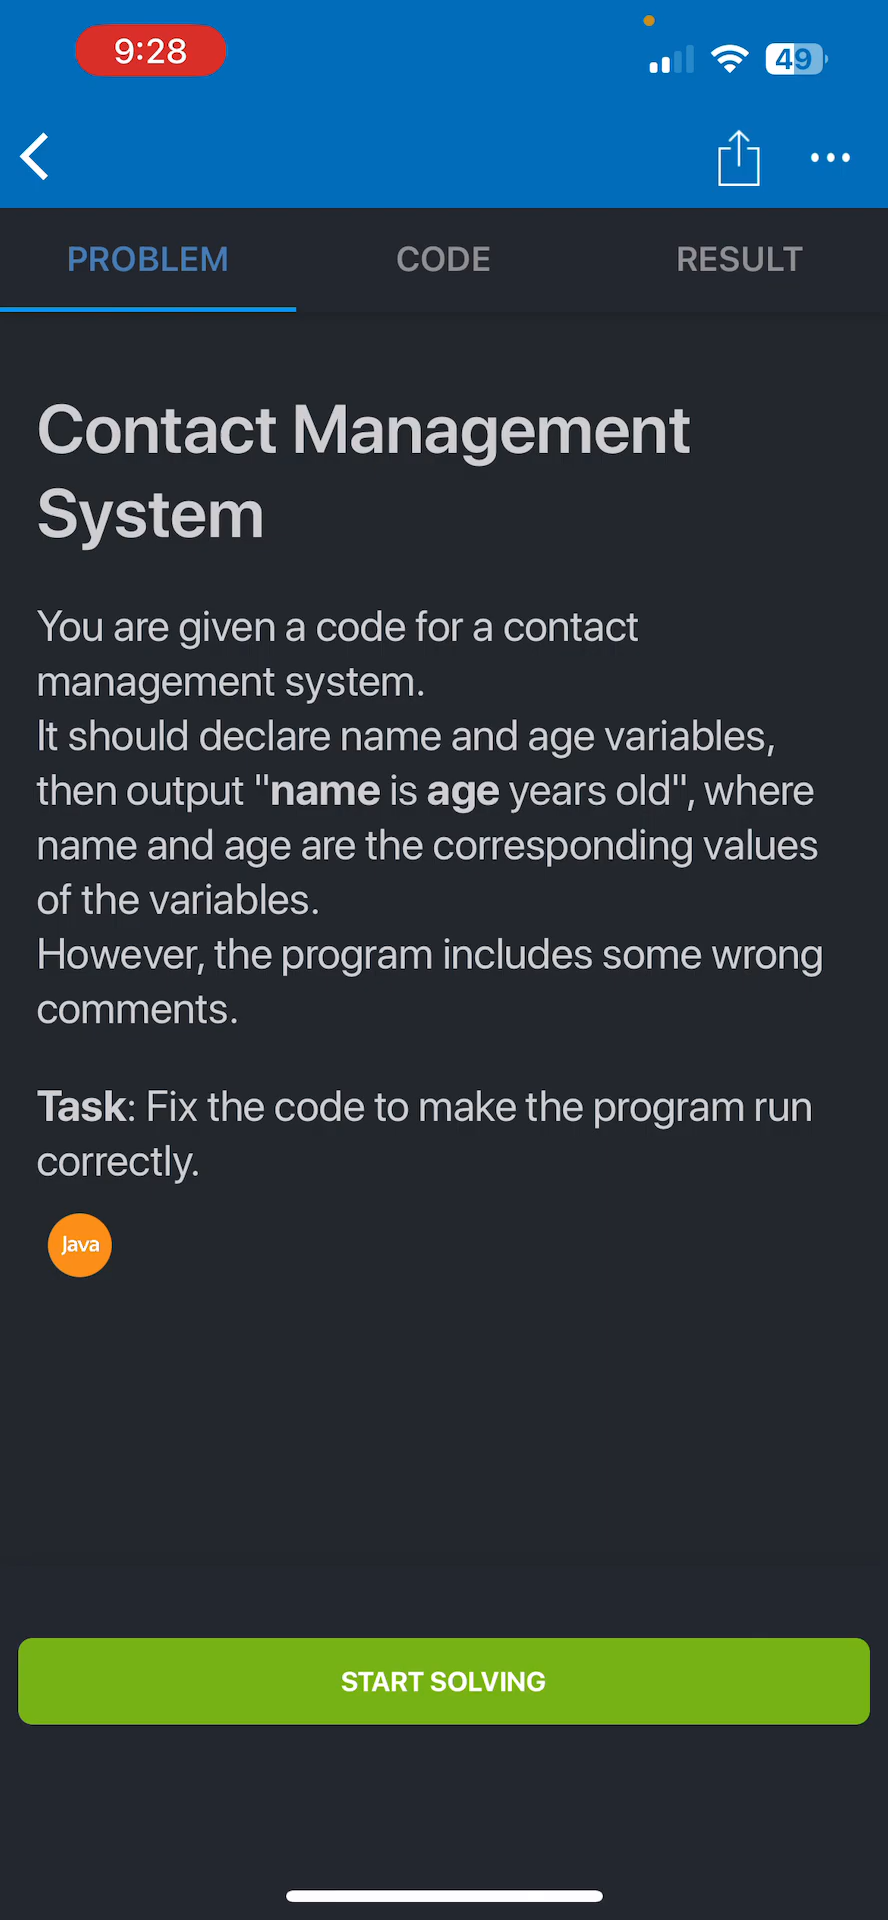 9:28
49
PROBLEM
CODE
RESULT
Contact Management
System
You are given a code for a contact
management system.
It should declare name and age variables,
then output "name is age years old", where
name and age are the corresponding values
of the variables.
However, the program includes some wrong
comments.
Task: Fix the code to make the program run
correctly.
Java
START SOLVING